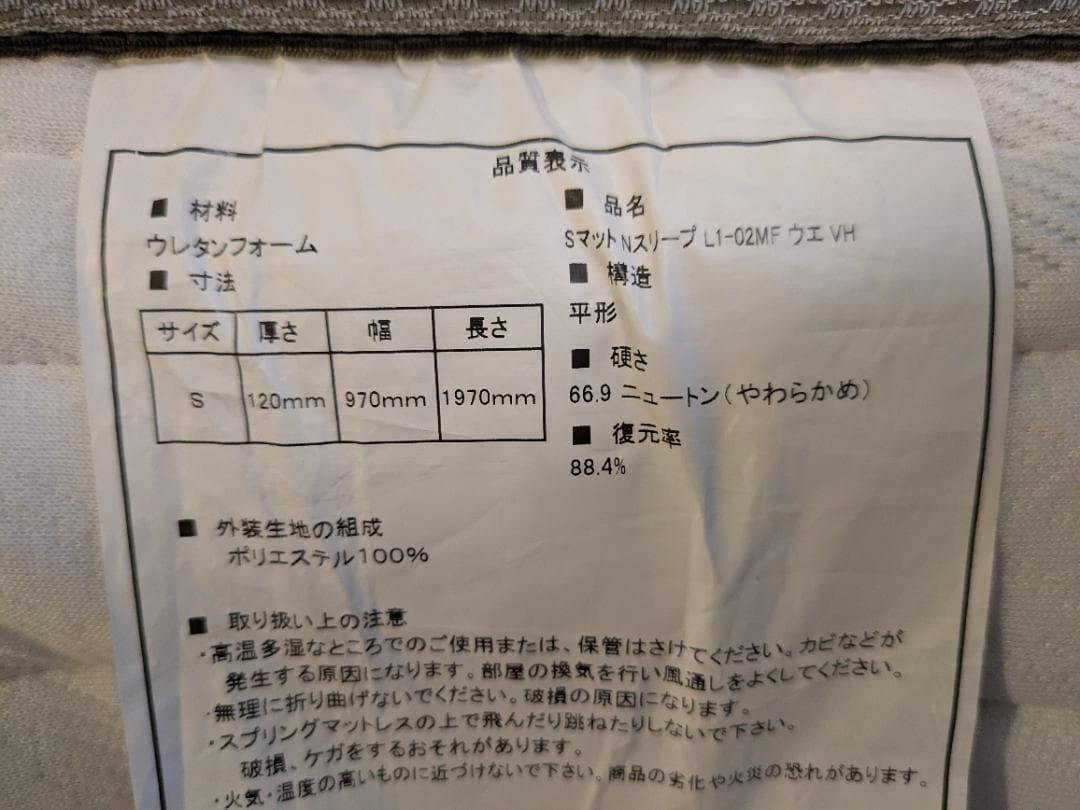 品質表示
■ 材料
ウレタンフォーム
■ 寸法
サイズ 厚さ 幅 長さ
S 120mm 970mm 1970mm
■ 品名
Sマット Nスリープ L1-02MF ウエ VH
■ 構造
平形
■ 硬さ
66.9 ニュートン(やわらかめ)
■ 復元率
88.4%
■ 外装生地の組成
ポリエステル100%
■ 取り扱い上の注意
・高温多湿なところでのご使用または、保管はさけてください。カビなどが
発生する原因になります。部屋の換気を行い風通しをよくしてください。
・無理に折り曲げないでください。破損の原因になります。
・スプリングマットレスの上で飛んだり跳ねたりしないで下さい。
破損、ケガをするおそれがあります。
・火気・温度の高いものに近づけないで下さい。商品の劣化や火災の恐れがあります。